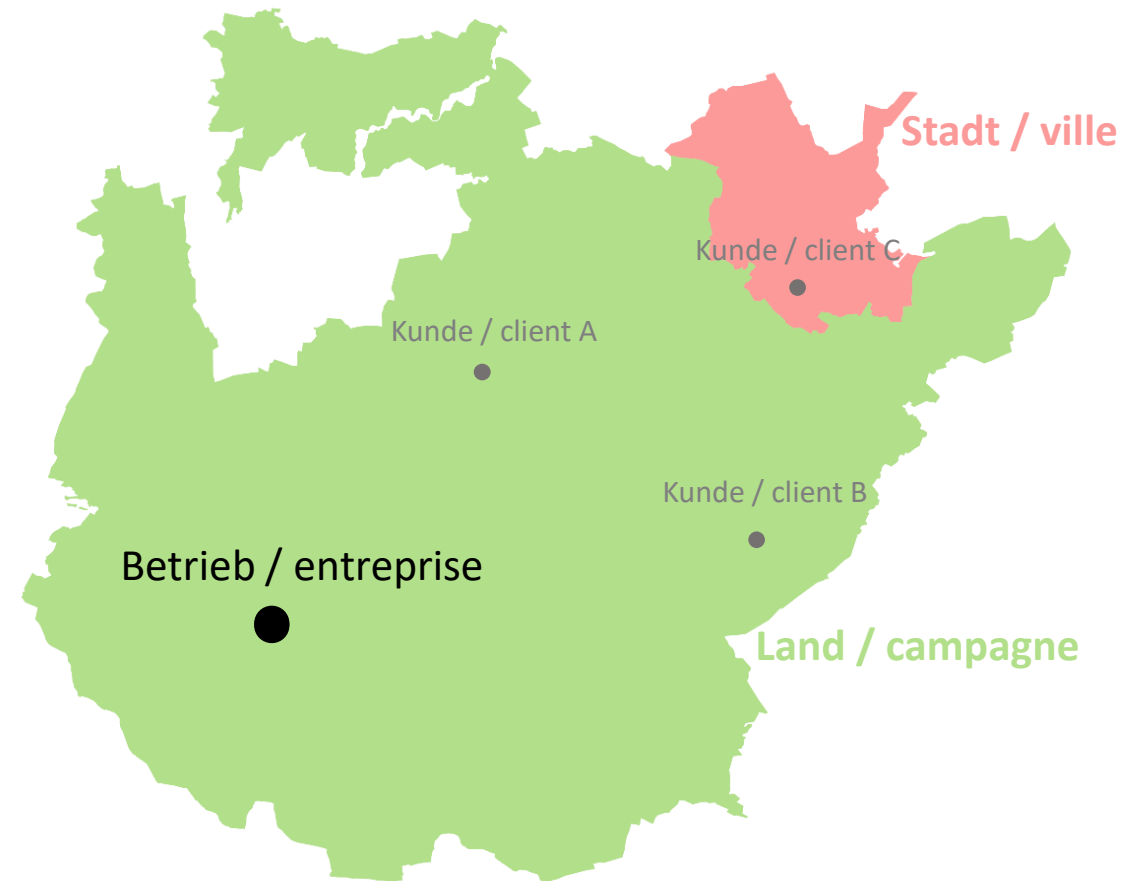 Stadt / ville
Kunde / client C
Kunde / client A
Kunde / client B
Betrieb / entreprise
Land / campagne